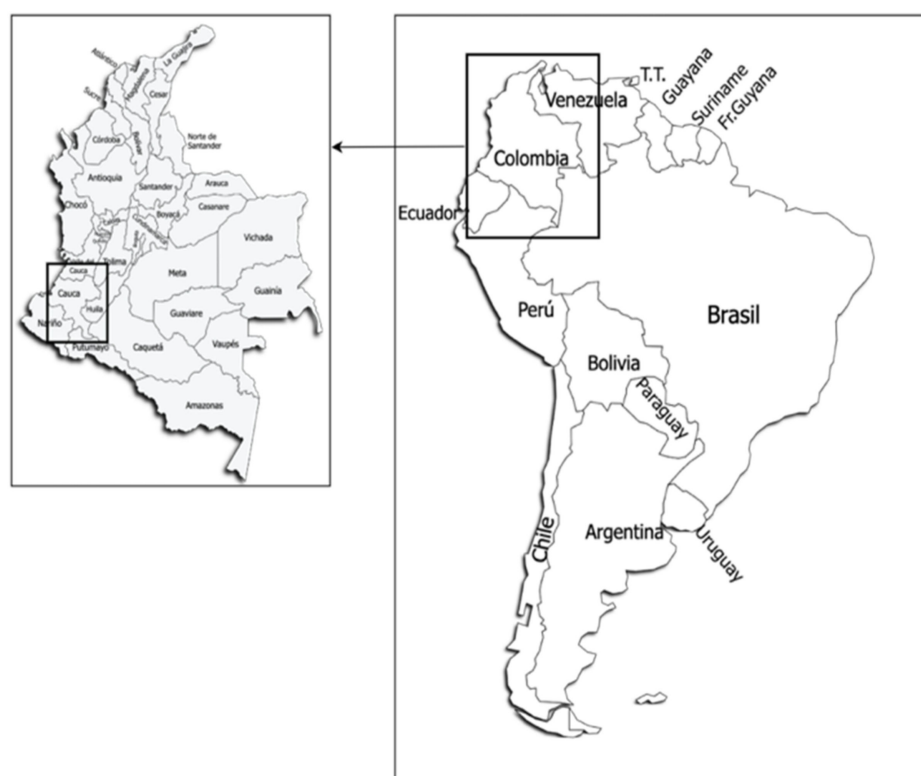 La Guajira
Atlántico
Magdalena
Cesar
Sucre
Norte de
Santander
Córdoba
Bolívar
Antioquia
Santander
Arauca
Chocó
Boyacá
Casanare
Cundinamarca
Vichada
Tolima
Meta
Cauca
Cauca
Guainía
Huila
Guaviare
Nariño
Putumayo
Caquetá
Vaupés
Amazonas
T.T.
Guayana
Venezuela
Suriname
Fr.Guyana
Colombia
Ecuador
Perú
Brasil
Bolivia
Paraguay
Chile
Argentina
Uruguay